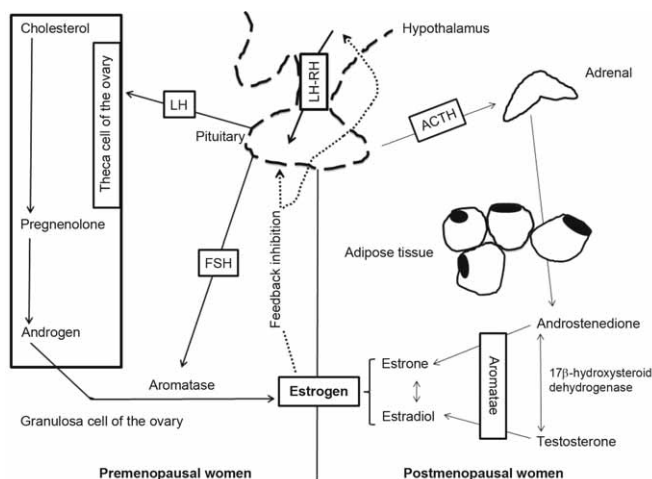 Cholesterol
Theca cell of the ovary
LH
Pituitary
LH-RH
Hypothalamus
ACTH
Adrenal
Pregnenolone
FSH
Feedback inhibition
Adipose tissue
Androgen
Androstenedione
Aromatase
Estrogen
Estrone
Estradiol
Aromatae
17β-hydroxysteroid
dehydrogenase
Granulosa cell of the ovary
Testosterone
Premenopausal women
Postmenopausal women